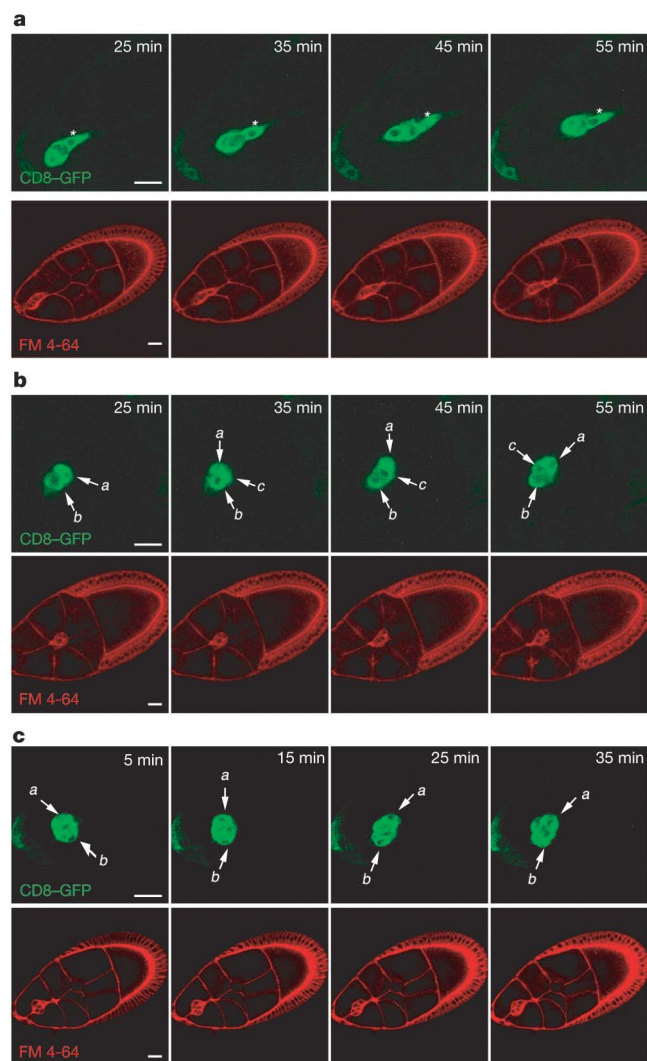 a
25 min 35 min 45 min 55 min
* * * *
CD8–GFP
FM 4-64
b
25 min 35 min 45 min 55 min
a a a c a
c c
b b b b
CD8–GFP
FM 4-64
c
5 min 15 min 25 min 35 min
a a a a
b b b b
CD8–GFP
FM 4-64